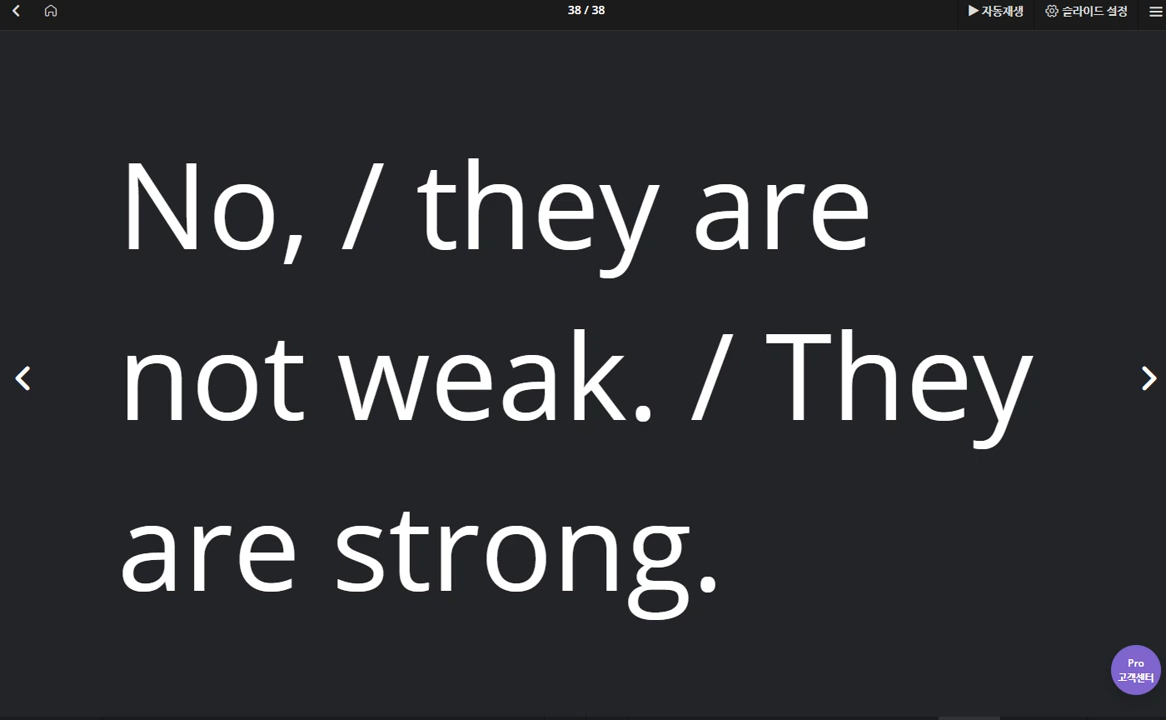 38 / 38
▶ 자동재생
슬라이드 설정
No, / they are
not weak. / They
are strong.
Pro
고객센터